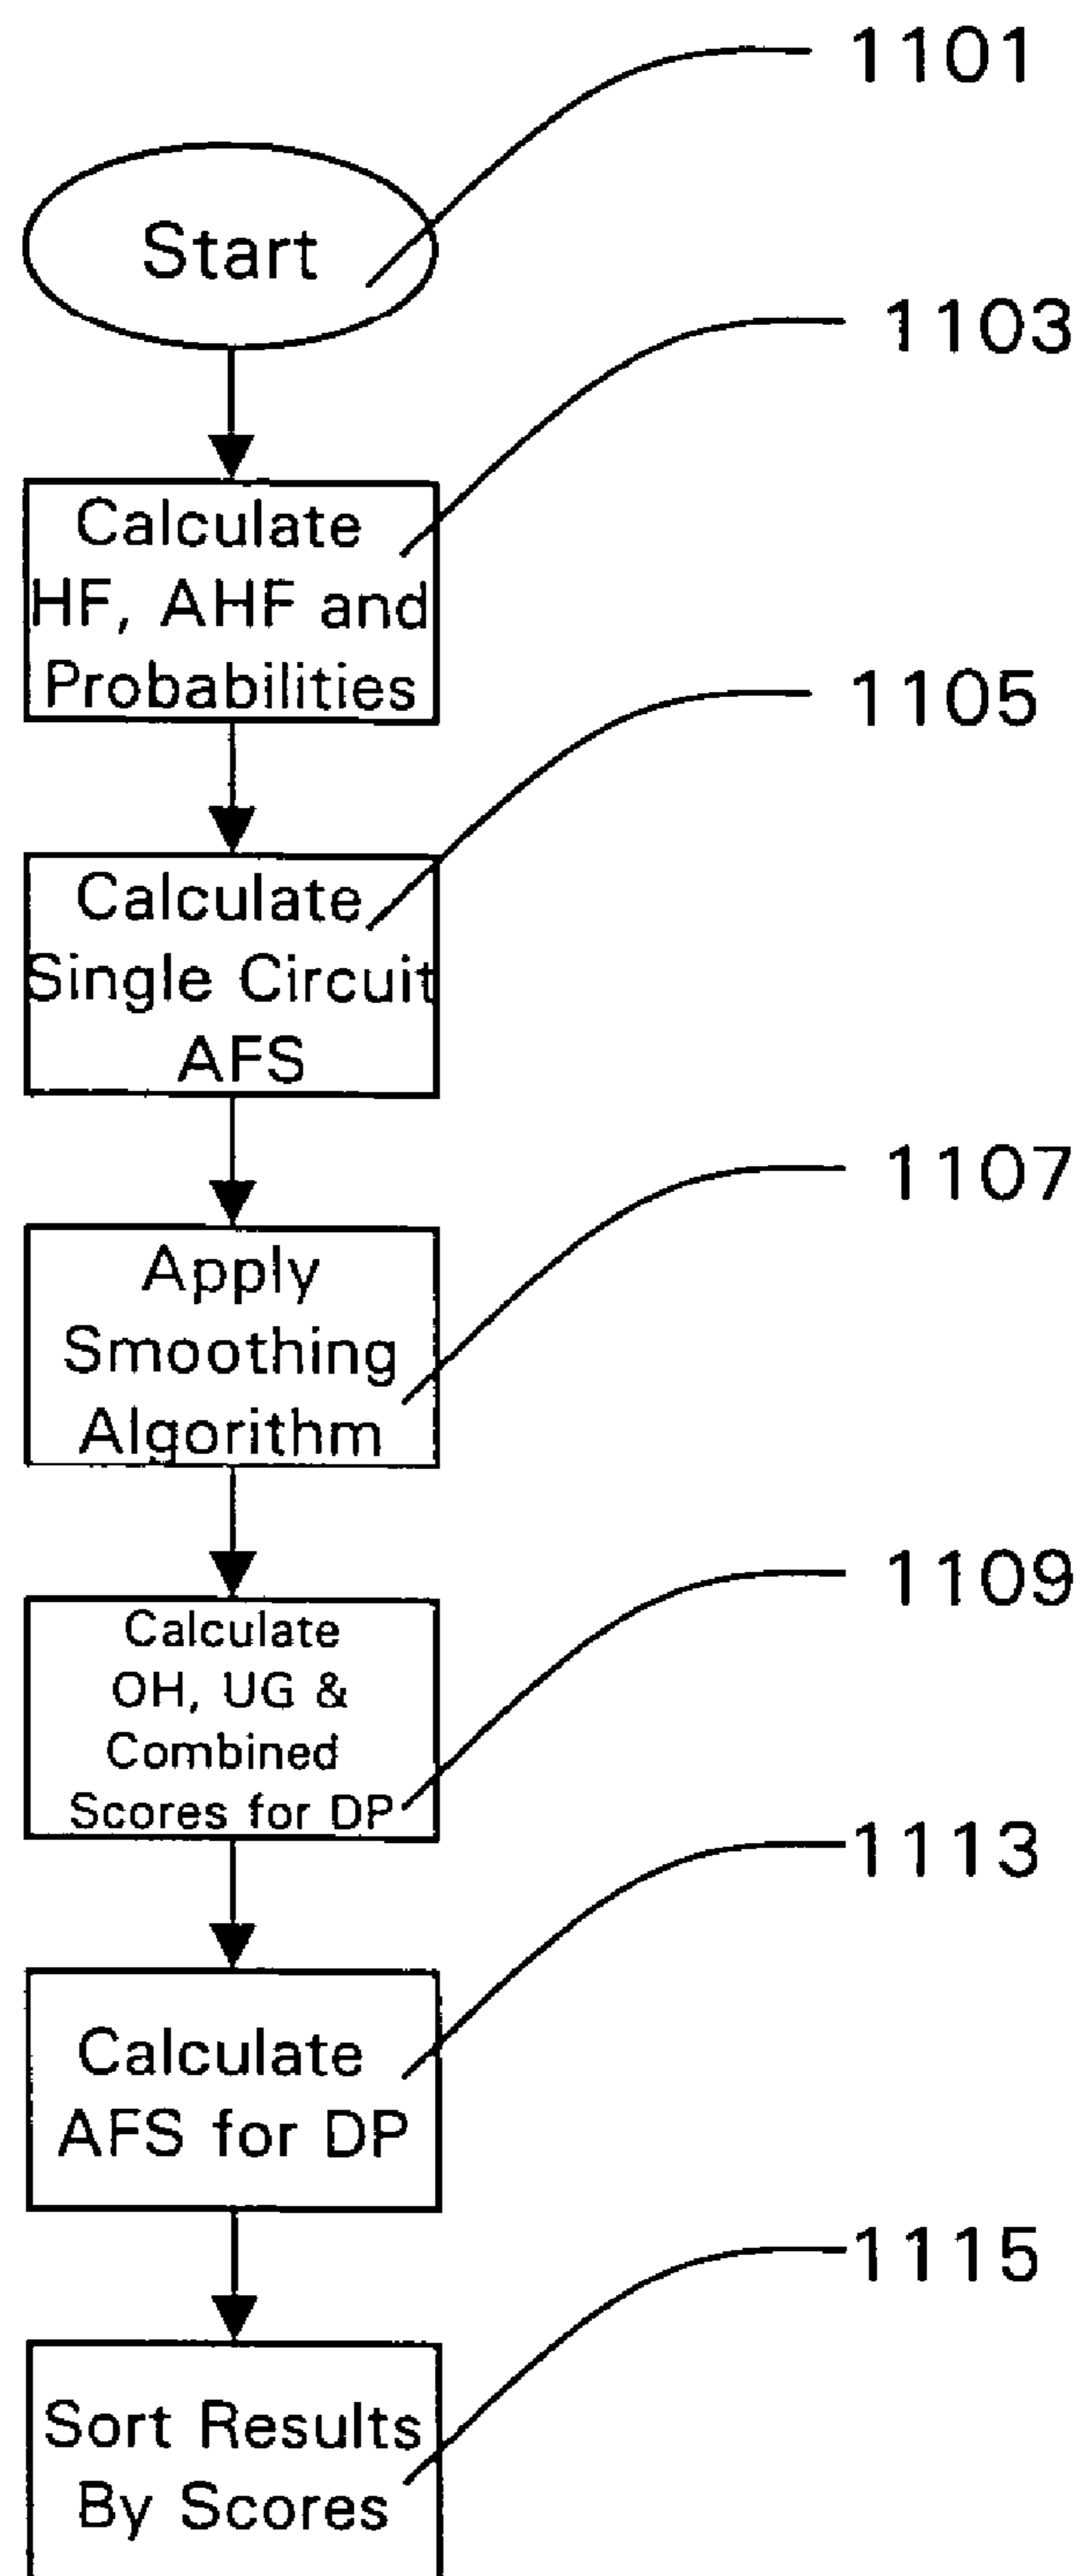 1101
Start
1103
Calculate
HF, AHF and
Probabilities
1105
Calculate
Single Circuit
AFS
1107
Apply
Smoothing
Algorithm
1109
Calculate
OH, UG &
Combined
Scores for DP
1113
Calculate
AFS for DP
1115
Sort Results
By Scores